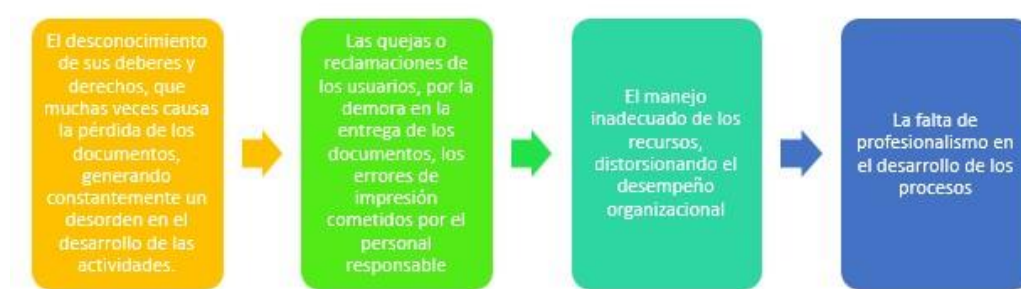 El desconocimiento
de sus deberes y
derechos, que
muchas veces causa
la pérdida de los
documentos,
generando
constantemente un
desorden en el
desarrollo de las
actividades.
Las quejas o
reclamaciones de
los usuarios, por la
demora en la
entrega de los
documentos, los
errores de
impresión
cometidos por el
personal
responsable
El manejo
inadecuado de los
recursos,
distorsionando el
desempeño
organizacional
La falta de
profesionalismo en
el desarrollo de los
procesos